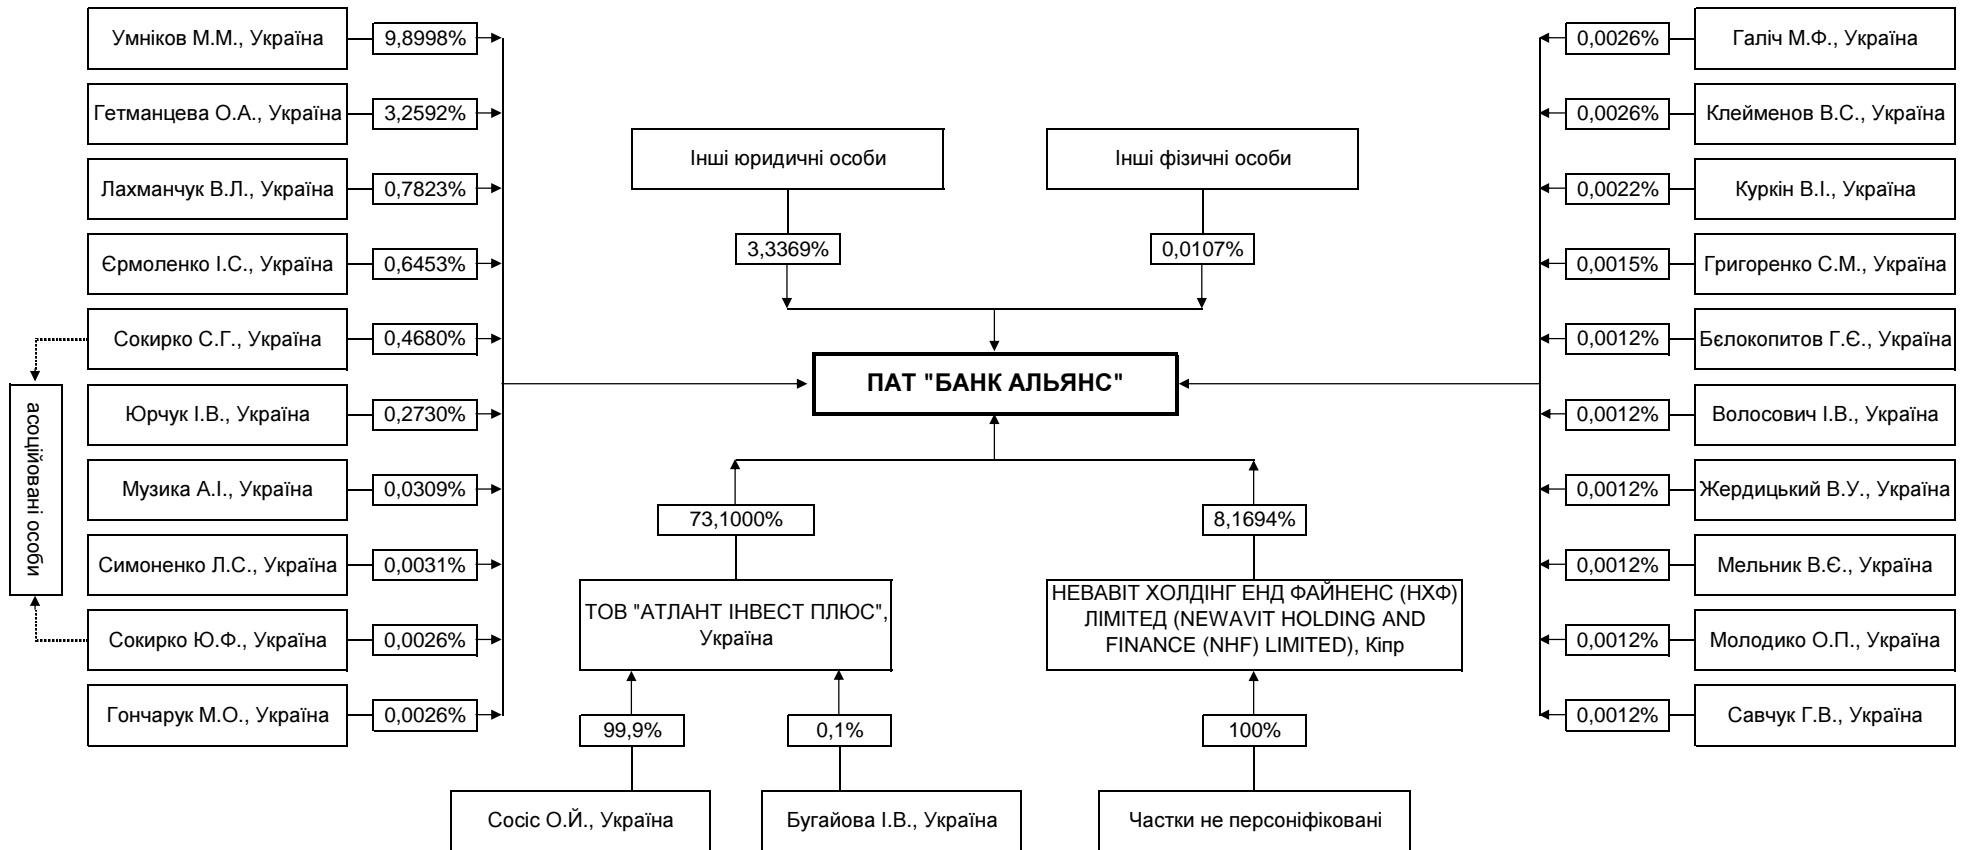 Умніков М.М., Україна
9,8998%
Гетманцева О.А., Україна
3,2592%
Лахманчук В.Л., Україна
0,7823%
Єрмоленко І.С., Україна
0,6453%
Сокирко С.Г., Україна
0,4680%
Юрчук І.В., Україна
0,2730%
Музика А.І., Україна
0,0309%
Симоненко Л.С., Україна
0,0031%
Сокирко Ю.Ф., Україна
0,0026%
Гончарук М.О., Україна
0,0026%
асоційовані особи
Інші юридичні особи
3,3369%
Інші фізичні особи
0,0107%
ПАТ "БАНК АЛЬЯНС"
73,1000%
8,1694%
ТОВ "АТЛАНТ ІНВЕСТ ПЛЮС",
Україна
НЕВАВІТ ХОЛДІНГ ЕНД ФАЙНЕНС (НХФ)
ЛІМІТЕД (NEWAVIT HOLDING AND
FINANCE (NHF) LIMITED), Кіпр
99,9%
0,1%
100%
Сосіс О.Й., Україна
Бугайова І.В., Україна
Частки не персоніфіковані
0,0026%
Галіч М.Ф., Україна
0,0026%
Клейменов В.С., Україна
0,0022%
Куркін В.І., Україна
0,0015%
Григоренко С.М., Україна
0,0012%
Бєлокопитов Г.Є., Україна
0,0012%
Волосович І.В., Україна
0,0012%
Жердицький В.У., Україна
0,0012%
Мельник В.Є., Україна
0,0012%
Молодико О.П., Україна
0,0012%
Савчук Г.В., Україна